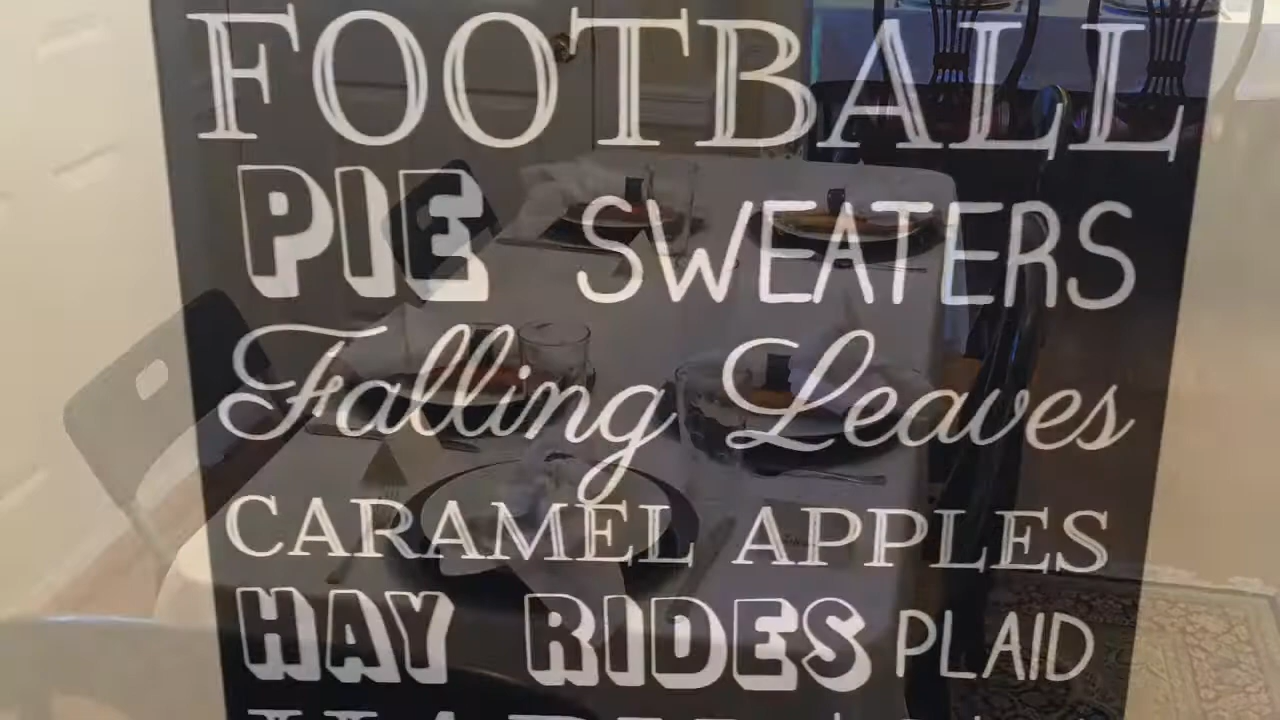 FOOTBALL
PIE SWEATERS
Falling Leaves
CARAMEL APPLES
HAY RIDES PLAID